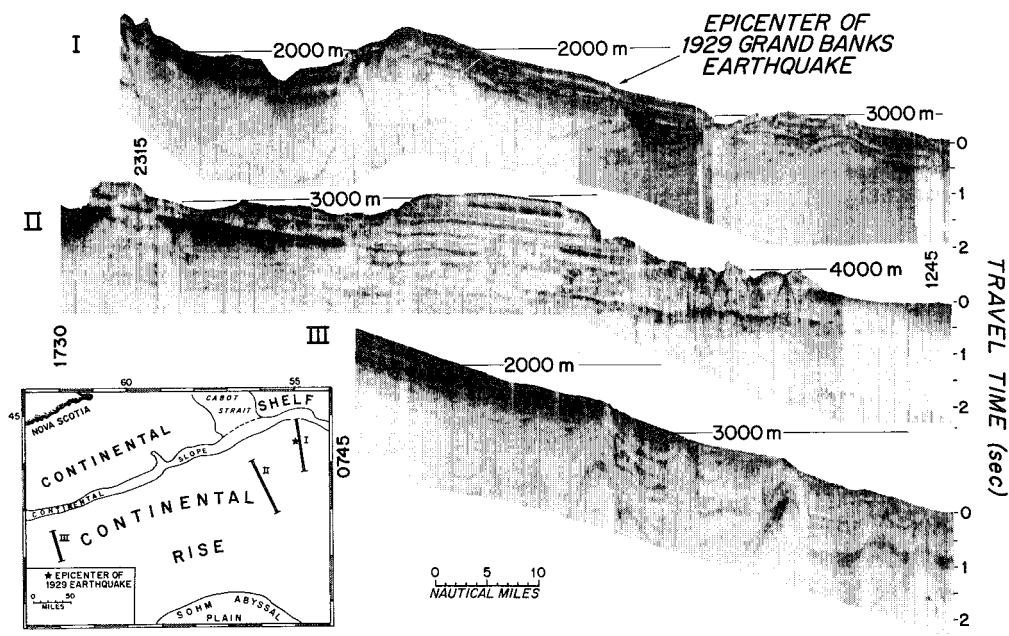 I
2000 m
2000 m
EPICENTER OF
1929 GRAND BANKS
EARTHQUAKE
3000 m
-0
-1
-2
2315
II
3000 m
4000 m
1245
-0
-1
-2
1730
III
2000 m
3000 m
0745
-0
-1
-2
TRAVEL TIME (sec)
60
55
45
NOVA SCOTIA
CABOT
STRAIT
SHELF
CONTINENTAL
CONTINENTAL SLOPE
I
II
III
CONTINENTAL
RISE
★ EPICENTER OF
1929 EARTHQUAKE
0 50
MILES
SOHM ABYSSAL
PLAIN
0 5 10
NAUTICAL MILES